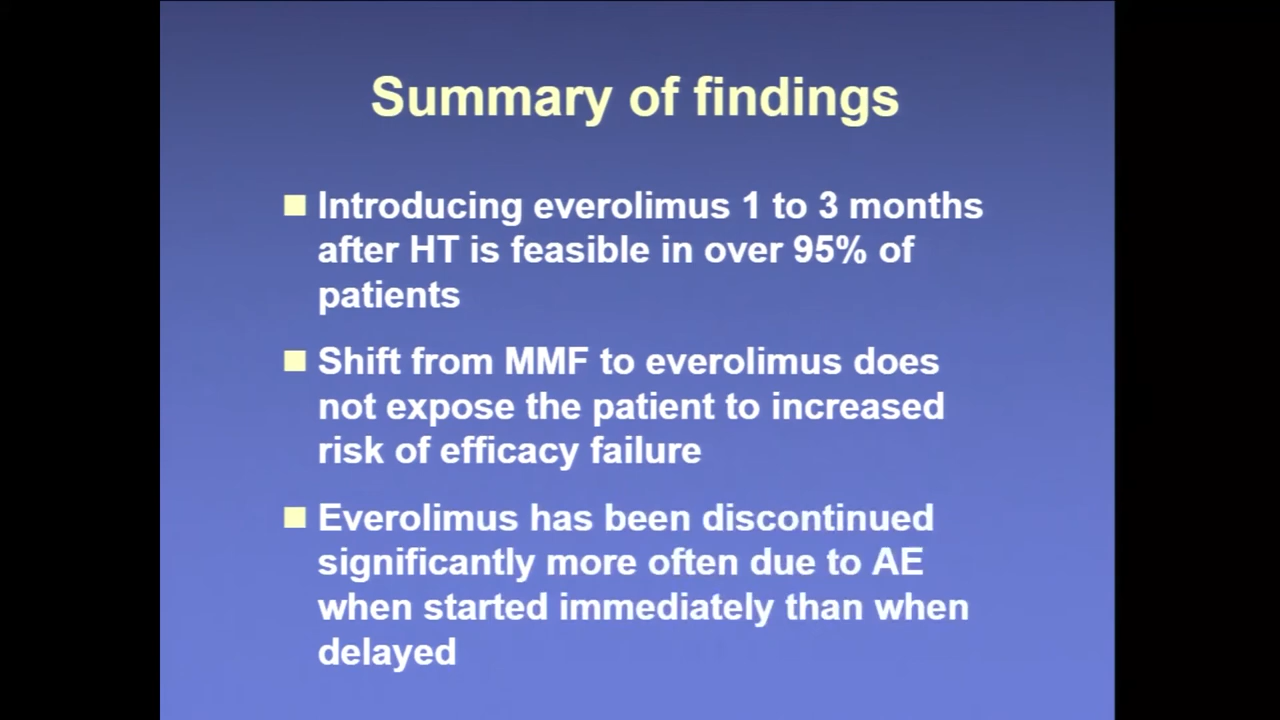 Summary of findings
Introducing everolimus 1 to 3 months
after HT is feasible in over 95% of
patients
Shift from MMF to everolimus does
not expose the patient to increased
risk of efficacy failure
Everolimus has been discontinued
significantly more often due to AE
when started immediately than when
delayed